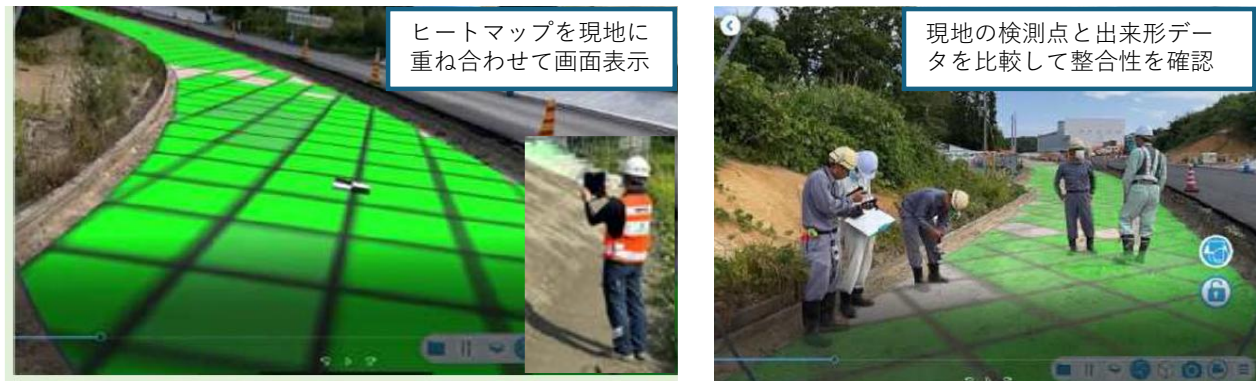 ヒートマップを現地に
重ね合わせて画面表示
現地の検測点と出来形デー
タを比較して整合性を確認